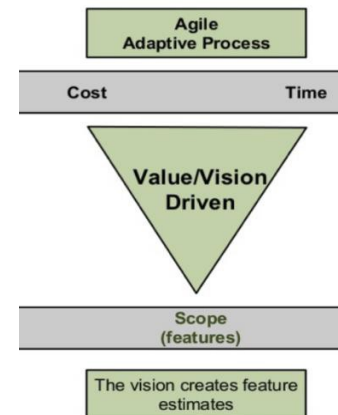 Agile
Adaptive Process
Cost Time
Value/Vision
Driven
Scope
(features)
The vision creates feature
estimates